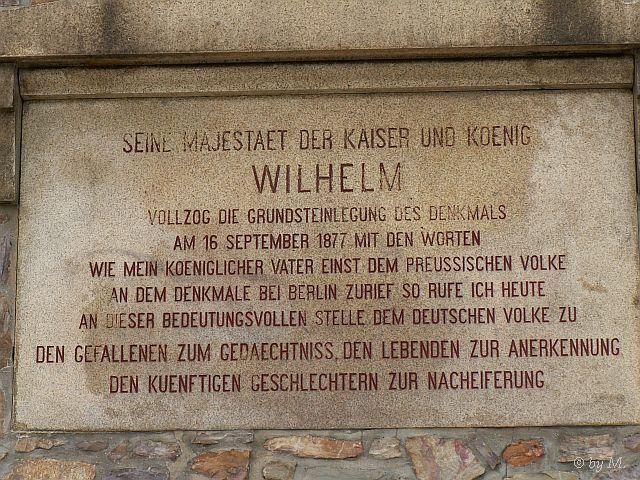 SEINE MAJESTAET DER KAISER UND KOENIG
WILHELM
VOLLZOG DIE GRUNDSTEINLEGUNG DES DENKMALS
AM 16 SEPTEMBER 1877 MIT DEN WORTEN
WIE MEIN KOENIGLICHER VATER EINST DEM PREUSSISCHEN VOLKE
AN DEM DENKMALE BEI BERLIN ZURIEF SO RUFE ICH HEUTE
AN DIESER BEDEUTUNGSVOLLEN STELLE DEM DEUTSCHEN VOLKE ZU
DEN GEFALLENEN ZUM GEDAECHTNISS, DEN LEBENDEN ZUR ANERKENNUNG
DEN KUENFTIGEN GESCHLECHTERN ZUR NACHEIFERUNG
© by M.